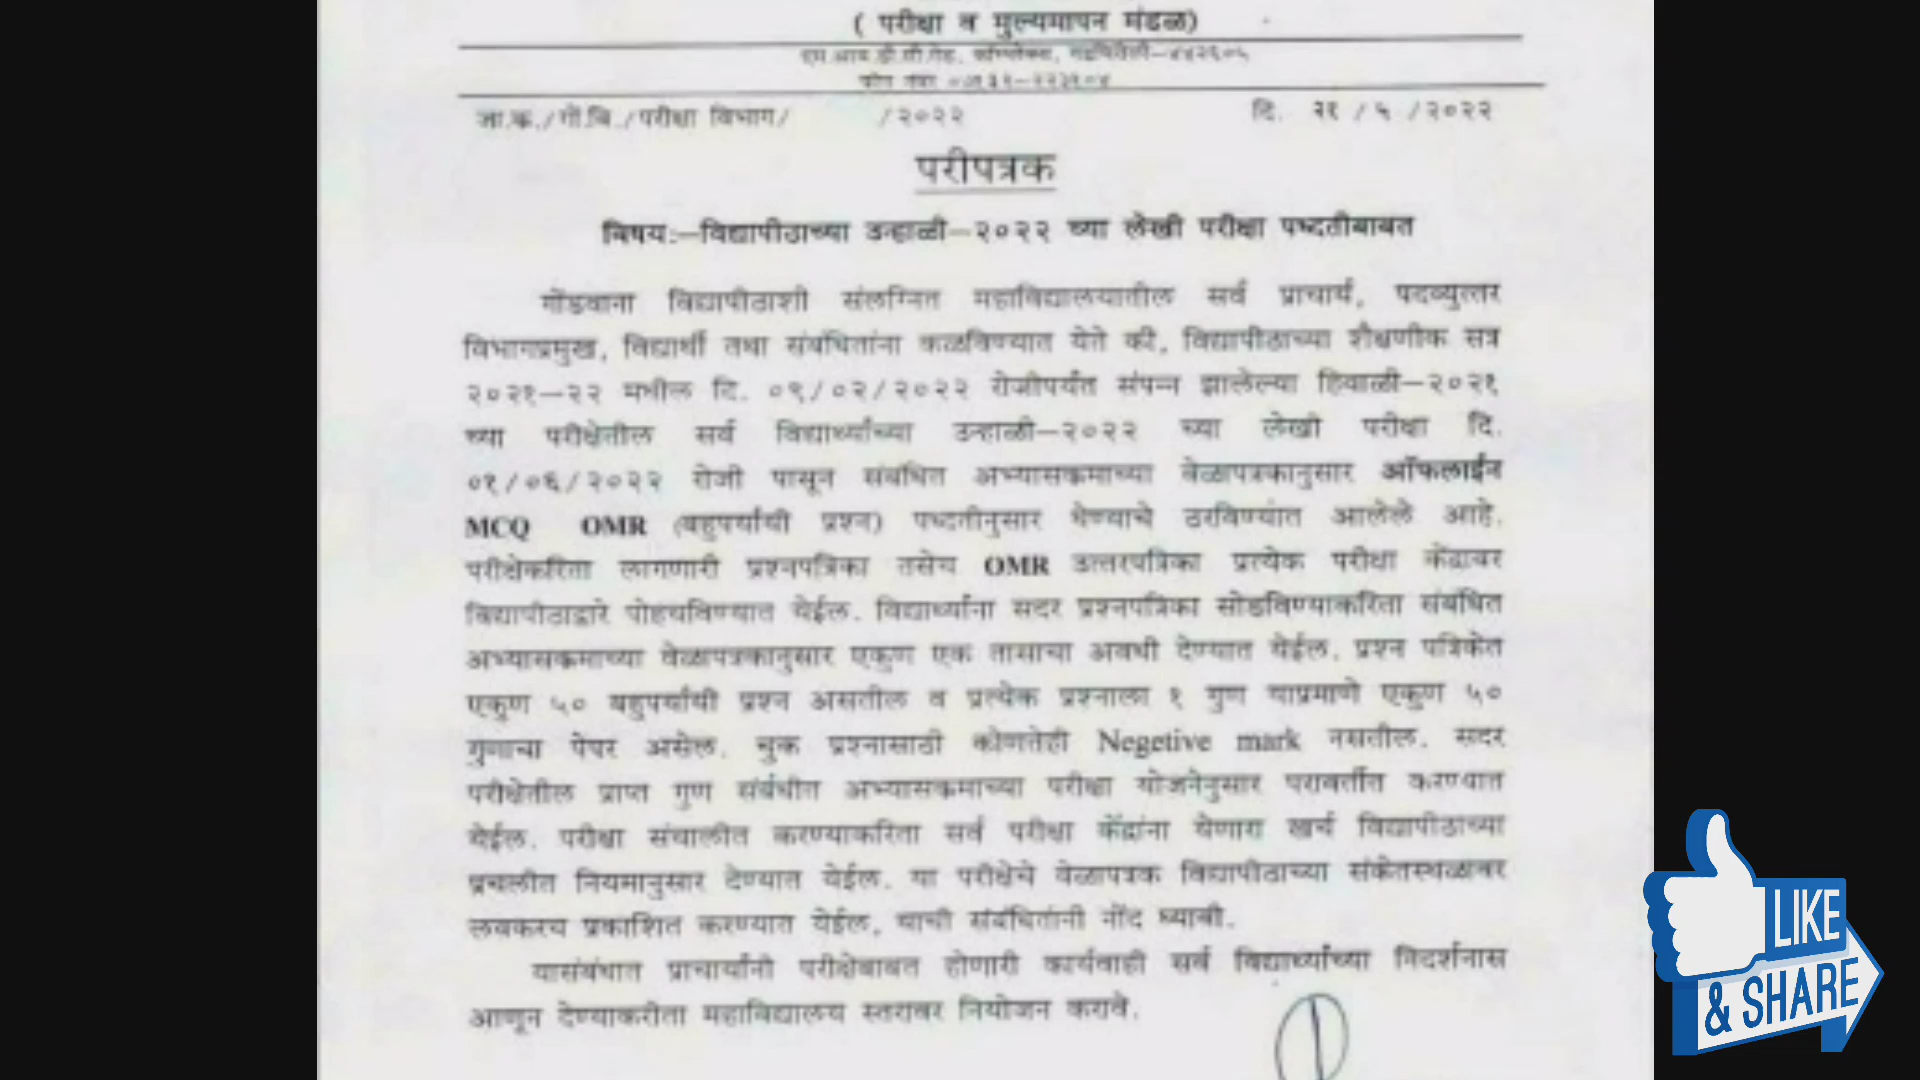 ( परीक्षा व मुल्यमापन मंडळ)
एम.आय.डी.सी.रोड, कॉम्प्लेक्स, गडचिरोली—४४२६०५
फोन नंबर ०७१३२—२२३१०४
जा.क्र./गों.वि./परीक्षा विभाग/ /२०२२ दि. २१ / ५ /२०२२
परीपत्रक
विषय:—विद्यापीठाच्या उन्हाळी—२०२२ च्या लेखी परीक्षा पध्दतीबाबत
गोंडवाना विद्यापीठाशी संलग्नित महाविद्यालयातील सर्व प्राचार्य, पदव्युत्तर
विभागप्रमुख, विद्यार्थी तथा संबंधितांना कळविण्यात येते की, विद्यापीठाच्या शैक्षणीक सत्र
२०२१—२२ मधील दि. ०९/०२/२०२२ रोजीपर्यंत संपन्न झालेल्या हिवाळी—२०२१
च्या परीक्षेतील सर्व विद्यार्थ्यांच्या उन्हाळी—२०२२ च्या लेखी परीक्षा दि.
०१/०६/२०२२ रोजी पासून संबंधित अभ्यासक्रमाच्या वेळापत्रकानुसार ऑफलाईन
MCQ OMR (बहुपर्यायी प्रश्न) पध्दतीनुसार घेण्याचे ठरविण्यांत आलेले आहे.
परीक्षेकरिता लागणारी प्रश्नपत्रिका तसेच OMR उत्तरपत्रिका प्रत्येक परीक्षा केंद्रावर
विद्यापीठाद्वारे पोहचविण्यात येईल. विद्यार्थ्यांना सदर प्रश्नपत्रिका सोडविण्याकरिता संबंधित
अभ्यासक्रमाच्या वेळापत्रकानुसार एकुण एक तासाचा अवधी देण्यात येईल. प्रश्न पत्रिकेत
एकुण ५० बहुपर्यायी प्रश्न असतील व प्रत्येक प्रश्नाला १ गुण याप्रमाणे एकुण ५०
गुणाचा पेपर असेल. चुक प्रश्नासाठी कोणतेही Negetive mark नसतील. सदर
परीक्षेतील प्राप्त गुण संबंधीत अभ्यासक्रमाच्या परीक्षा योजनेनुसार परावर्तीत करण्यात
येईल. परीक्षा संचालीत करण्याकरिता सर्व परीक्षा केंद्रांना येणारा खर्च विद्यापीठाच्या
प्रचलीत नियमानुसार देण्यात येईल. या परीक्षेचे वेळापत्रक विद्यापीठाच्या संकेतस्थळावर
लवकरच प्रकाशित करण्यात येईल, याची संबंधितांनी नोंद घ्यावी.
यासंबंधात प्राचार्यांनी परीक्षेबाबत होणारी कार्यवाही सर्व विद्यार्थ्यांच्या निदर्शनास
आणून देण्याकरीता महाविद्यालय स्तरावर नियोजन करावे.
LIKE
& SHARE